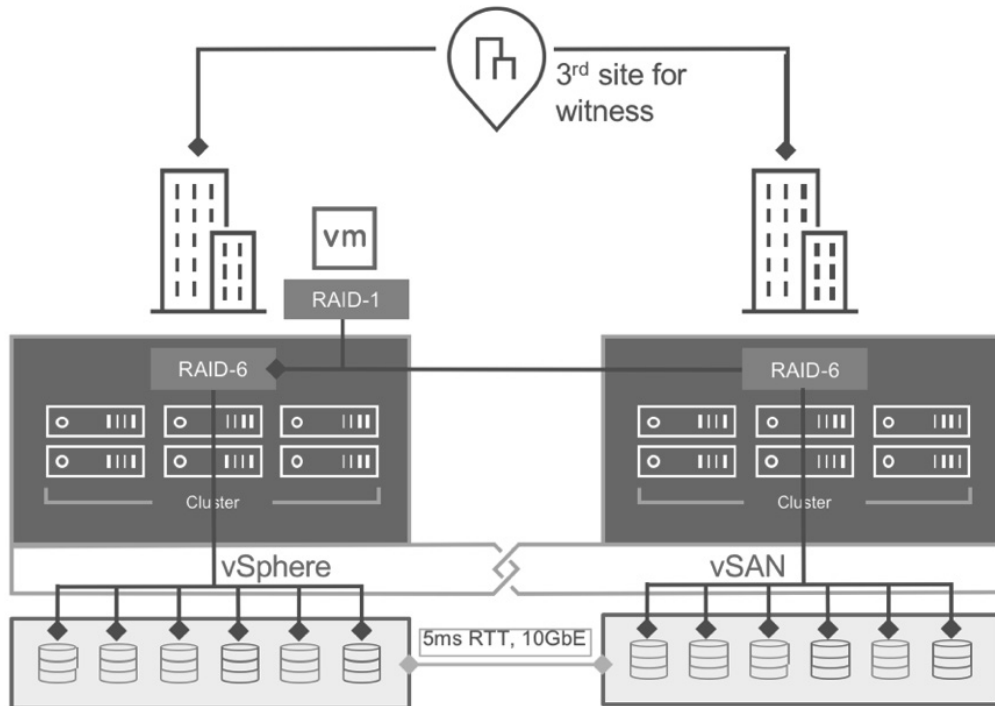 3rd site for
witness
vm
RAID-1
RAID-6
RAID-6
Cluster
Cluster
vSphere
vSAN
5ms RTT, 10GbE